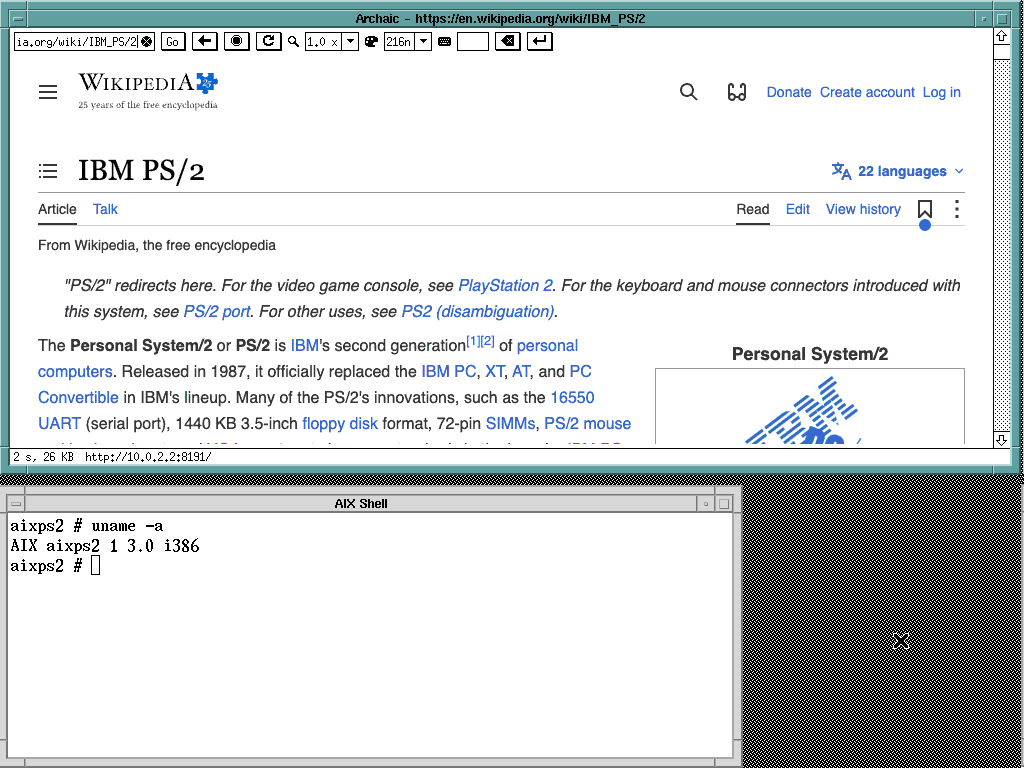 Archaic - https://en.wikipedia.org/wiki/IBM_PS/2
ia.org/wiki/IBM_PS/2 Go 1.0 x 216n
WIKIPEDIA 25
25 years of the free encyclopedia
Donate Create account Log in
IBM PS/2
22 languages
Article Talk Read Edit View history
From Wikipedia, the free encyclopedia
"PS/2" redirects here. For the video game console, see PlayStation 2. For the keyboard and mouse connectors introduced with
this system, see PS/2 port. For other uses, see PS2 (disambiguation).
The Personal System/2 or PS/2 is IBM's second generation[1][2] of personal
computers. Released in 1987, it officially replaced the IBM PC, XT, AT, and PC
Convertible in IBM's lineup. Many of the PS/2's innovations, such as the 16550
UART (serial port), 1440 KB 3.5-inch floppy disk format, 72-pin SIMMs, PS/2 mouse
Personal System/2
2 s, 26 KB http://10.0.2.2:8191/
AIX Shell
aixps2 # uname -a
AIX aixps2 1 3.0 i386
aixps2 #